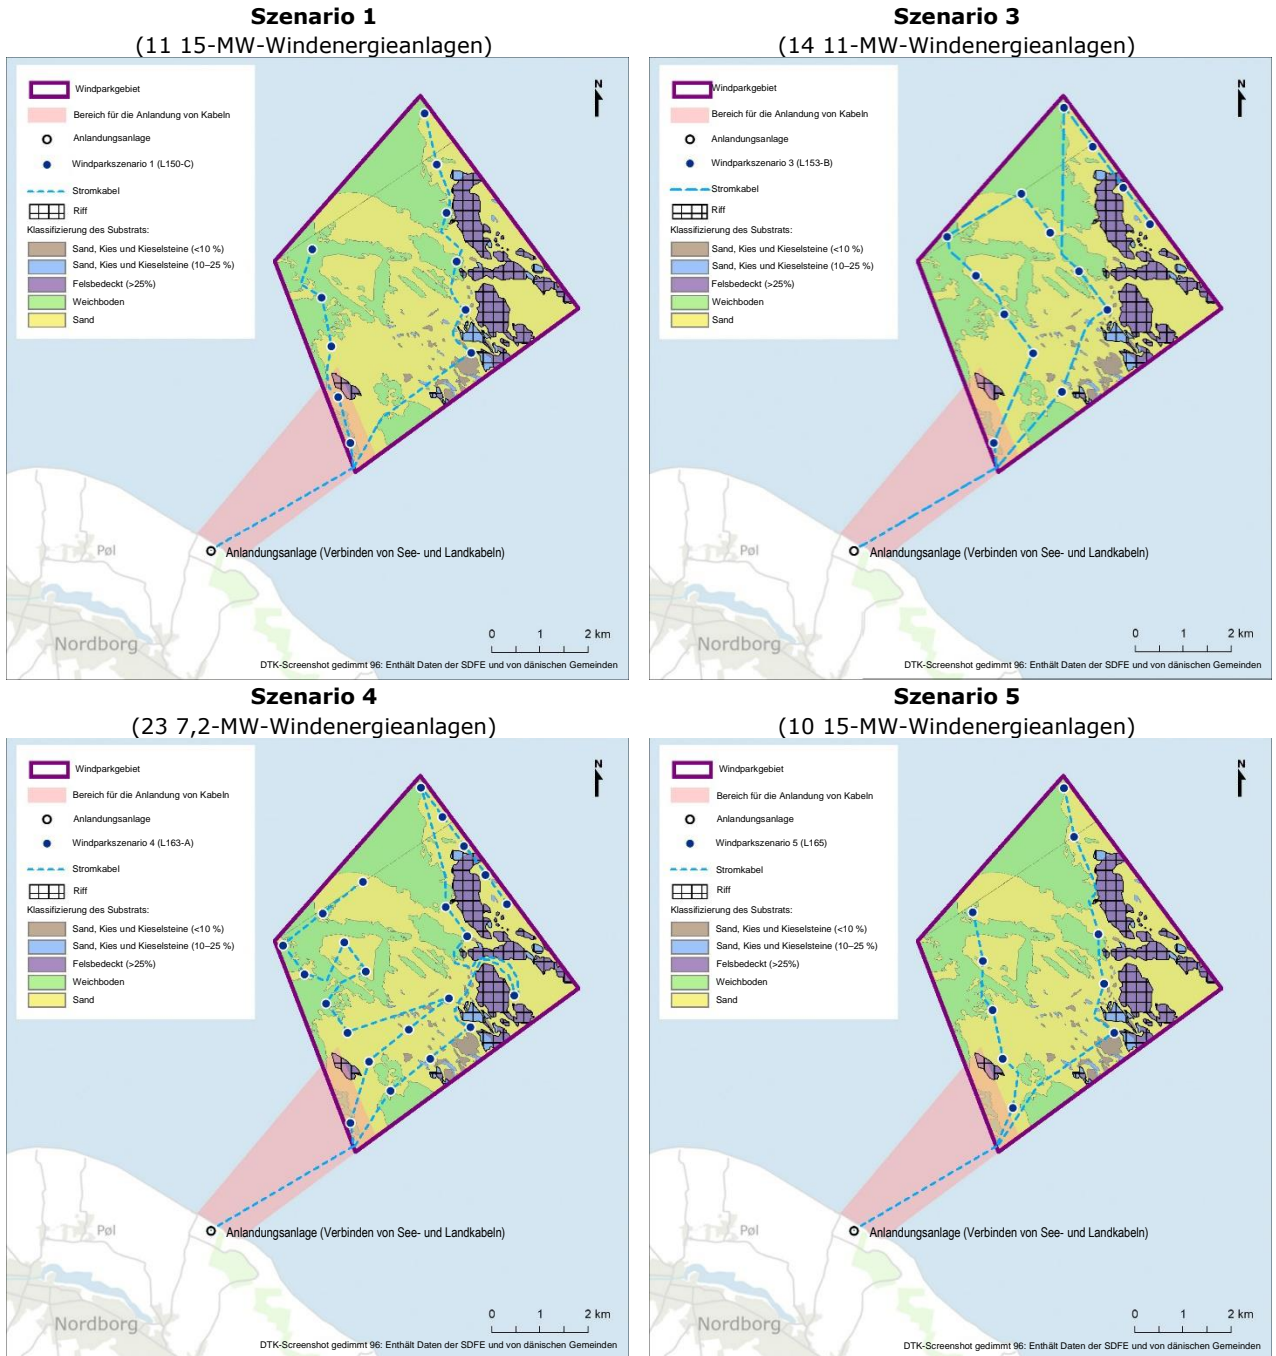 Szenario 1
(11 15-MW-Windenergieanlagen)
Windparkgebiet
Bereich für die Anlandung von Kabeln
Anlandungsanlage
Windparkszenario 1 (L150-C)
Stromkabel
Riff
Klassifizierung des Substrats:
Sand, Kies und Kieselsteine (<10 %)
Sand, Kies und Kieselsteine (10–25 %)
Felsbedeckt (>25%)
Weichboden
Sand
N
Pøl
Anlandungsanlage (Verbinden von See- und Landkabeln)
Nordborg
0 1 2 km
DTK-Screenshot gedimmt 96: Enthält Daten der SDFE und von dänischen Gemeinden
Szenario 3
(14 11-MW-Windenergieanlagen)
Windparkgebiet
Bereich für die Anlandung von Kabeln
Anlandungsanlage
Windparkszenario 3 (L153-B)
Stromkabel
Riff
Klassifizierung des Substrats:
Sand, Kies und Kieselsteine (<10 %)
Sand, Kies und Kieselsteine (10–25 %)
Felsbedeckt (>25%)
Weichboden
Sand
N
Pøl
Anlandungsanlage (Verbinden von See- und Landkabeln)
Nordborg
0 1 2 km
DTK-Screenshot gedimmt 96: Enthält Daten der SDFE und von dänischen Gemeinden
Szenario 4
(23 7,2-MW-Windenergieanlagen)
Windparkgebiet
Bereich für die Anlandung von Kabeln
Anlandungsanlage
Windparkszenario 4 (L163-A)
Stromkabel
Riff
Klassifizierung des Substrats:
Sand, Kies und Kieselsteine (<10 %)
Sand, Kies und Kieselsteine (10–25 %)
Felsbedeckt (>25%)
Weichboden
Sand
N
Pøl
Anlandungsanlage (Verbinden von See- und Landkabeln)
Nordborg
0 1 2 km
DTK-Screenshot gedimmt 96: Enthält Daten der SDFE und von dänischen Gemeinden
Szenario 5
(10 15-MW-Windenergieanlagen)
Windparkgebiet
Bereich für die Anlandung von Kabeln
Anlandungsanlage
Windparkszenario 5 (L165)
Stromkabel
Riff
Klassifizierung des Substrats:
Sand, Kies und Kieselsteine (<10 %)
Sand, Kies und Kieselsteine (10–25 %)
Felsbedeckt (>25%)
Weichboden
Sand
N
Pøl
Anlandungsanlage (Verbinden von See- und Landkabeln)
Nordborg
0 1 2 km
DTK-Screenshot gedimmt 96: Enthält Daten der SDFE und von dänischen Gemeinden